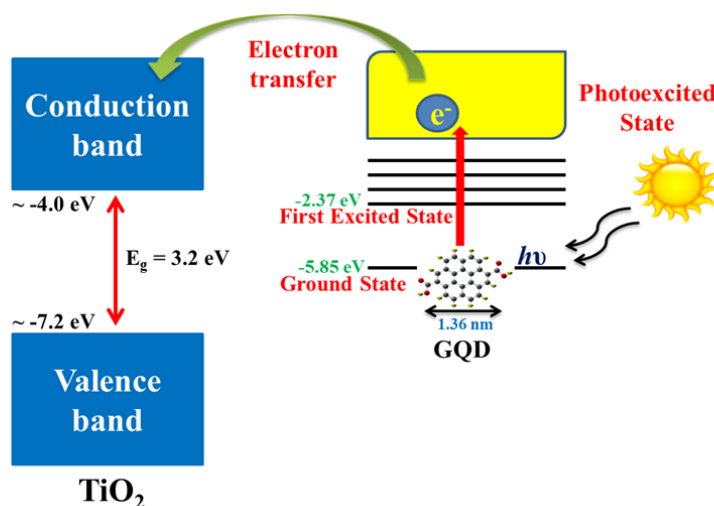 Conduction
band
~ -4.0 eV
E_g = 3.2 eV
~ -7.2 eV
Valence
band
TiO₂
Electron
transfer
e⁻
Photoexcited
State
-2.37 eV
First Excited State
-5.85 eV
hυ
Ground State
1.36 nm
GQD